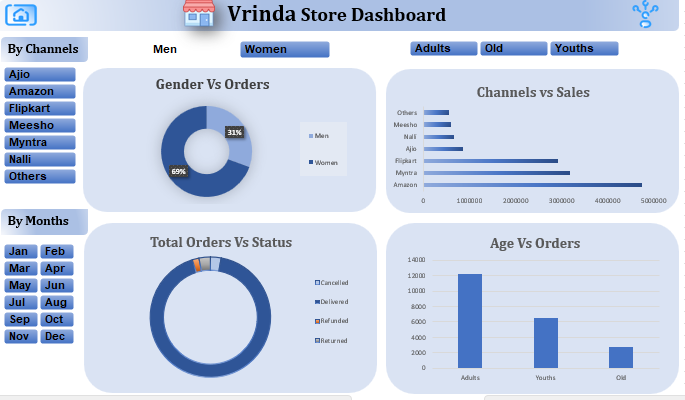 Vrinda Store Dashboard
By Channels
Men
Women
Adults
Old
Youths
Ajio
Amazon
Flipkart
Meesho
Myntra
Nalli
Others
Gender Vs Orders
31%
69%
Men
Women
Channels vs Sales
Others
Meesho
Nalli
Ajio
Flipkart
Myntra
Amazon
0 1000000 2000000 3000000 4000000 5000000
By Months
Jan Feb
Mar Apr
May Jun
Jul Aug
Sep Oct
Nov Dec
Total Orders Vs Status
Cancelled
Delivered
Refunded
Returned
Age Vs Orders
14000
12000
10000
8000
6000
4000
2000
0
Adults Youths Old